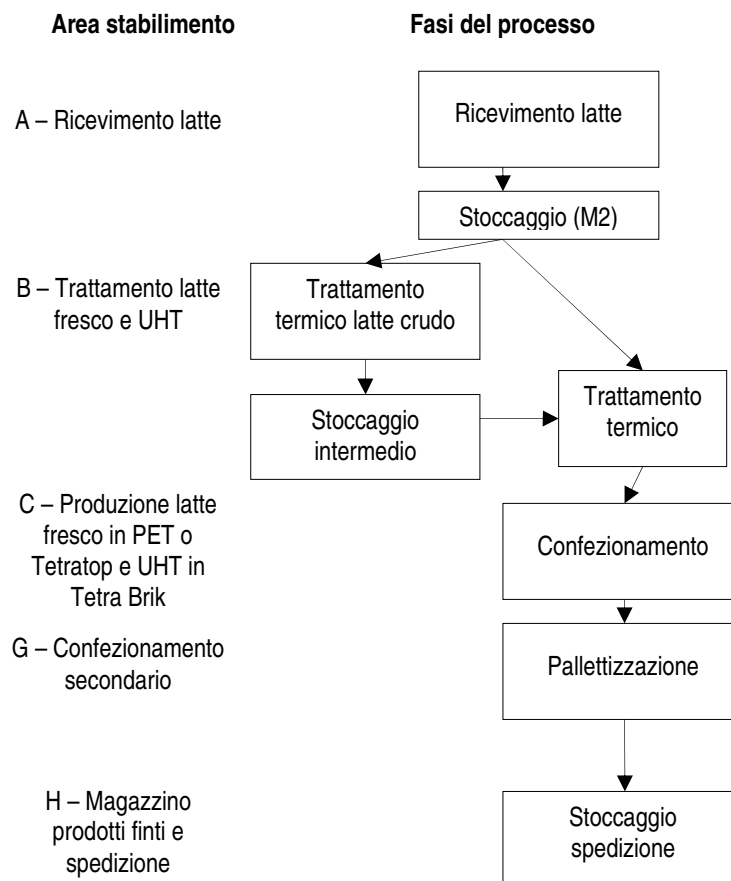 Area stabilimento
Fasi del processo
A – Ricevimento latte
Ricevimento latte
Stoccaggio (M2)
B – Trattamento latte
fresco e UHT
Trattamento
termico latte crudo
Stoccaggio
intermedio
Trattamento
termico
C – Produzione latte
fresco in PET o
Tetratop e UHT in
Tetra Brik
Confezionamento
G – Confezionamento
secondario
Pallettizzazione
H – Magazzino
prodotti finti e
spedizione
Stoccaggio
spedizione